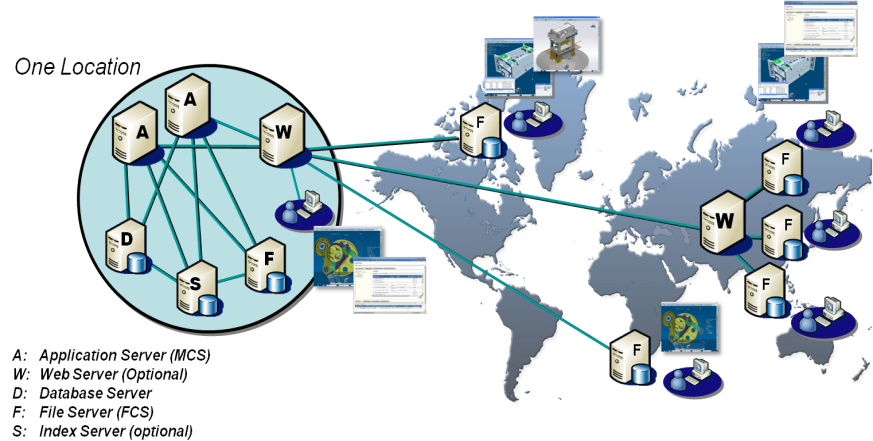 One Location
A
A
W
D
S
F
F
F
W
F
F
F
A: Application Server (MCS)
W: Web Server (Optional)
D: Database Server
F: File Server (FCS)
S: Index Server (optional)